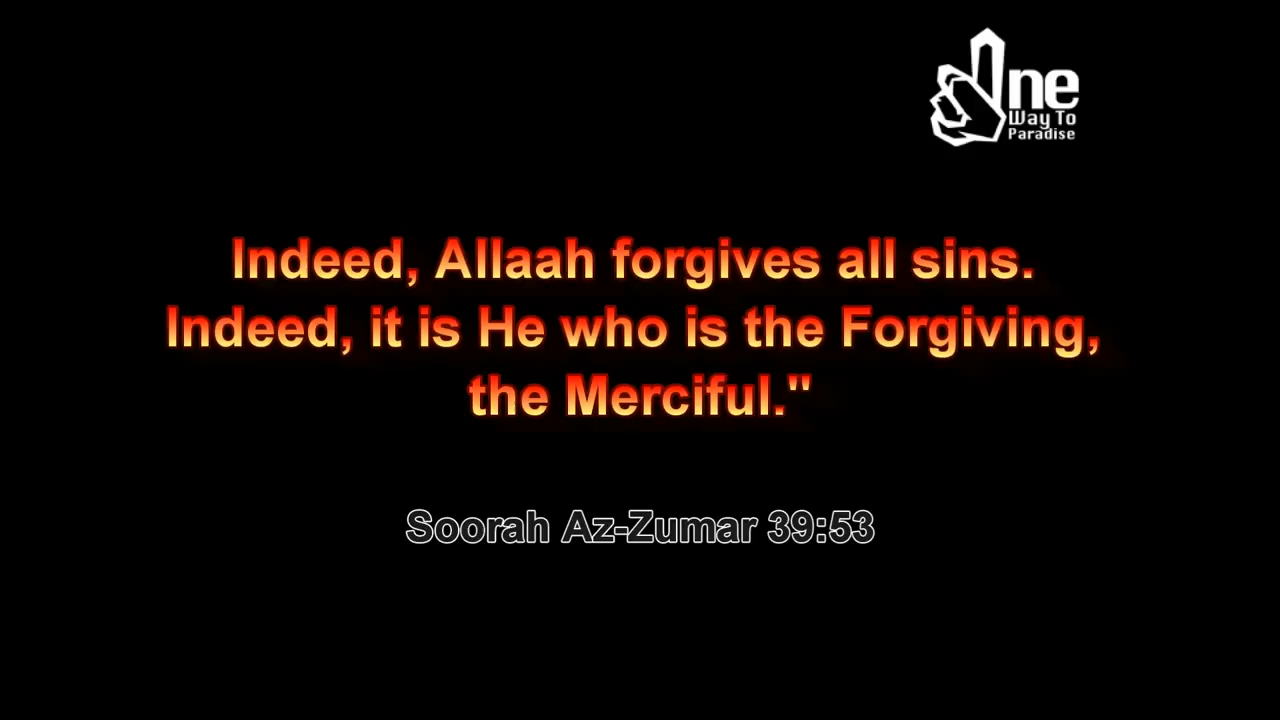 ne
Way To
Paradise
Indeed, Allaah forgives all sins.
Indeed, it is He who is the Forgiving,
the Merciful."
Soorah Az-Zumar 39:53